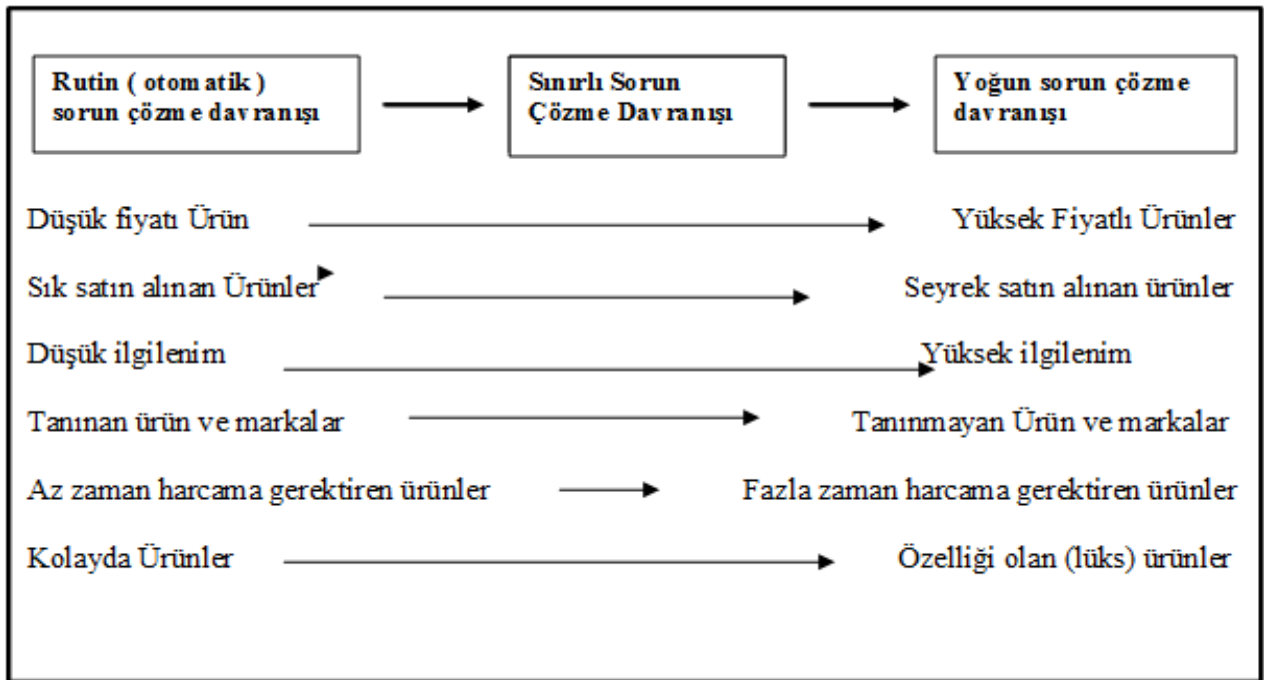 Rutin ( otomatik )
sorun çözme davranışı
Sınırlı Sorun
Çözme Davranışı
Yoğun sorun çözme
davranışı
Düşük fiyatı Ürün Yüksek Fiyatlı Ürünler
Sık satın alınan Ürünler Seyrek satın alınan ürünler
Düşük ilgilenim Yüksek ilgilenim
Tanınan ürün ve markalar Tanınmayan Ürün ve markalar
Az zaman harcama gerektiren ürünler Fazla zaman harcama gerektiren ürünler
Kolayda Ürünler Özelliği olan (lüks) ürünler